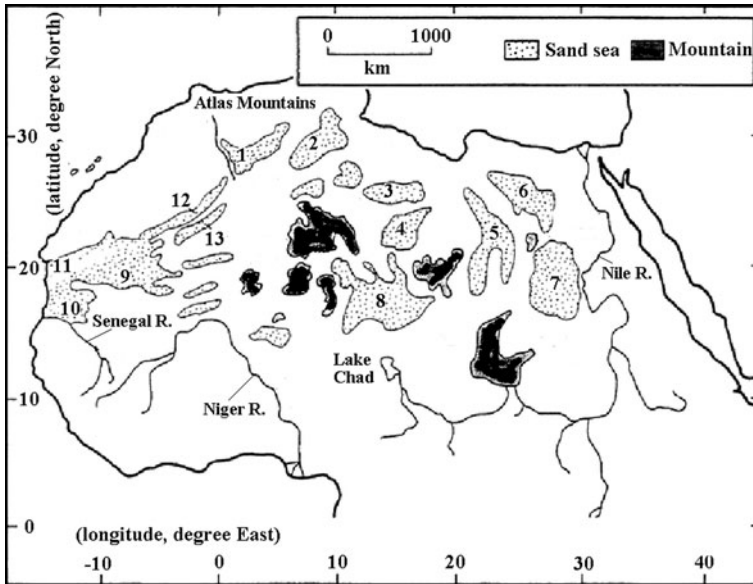 0 1000
km
Sand sea
Mountain
Atlas Mountains
30
20
10
0
(latitude, degree North)
1
2
3
4
5
6
7
8
9
10
11
12
13
Nile R.
Senegal R.
Lake
Chad
Niger R.
(longitude, degree East)
-10 0 10 20 30 40